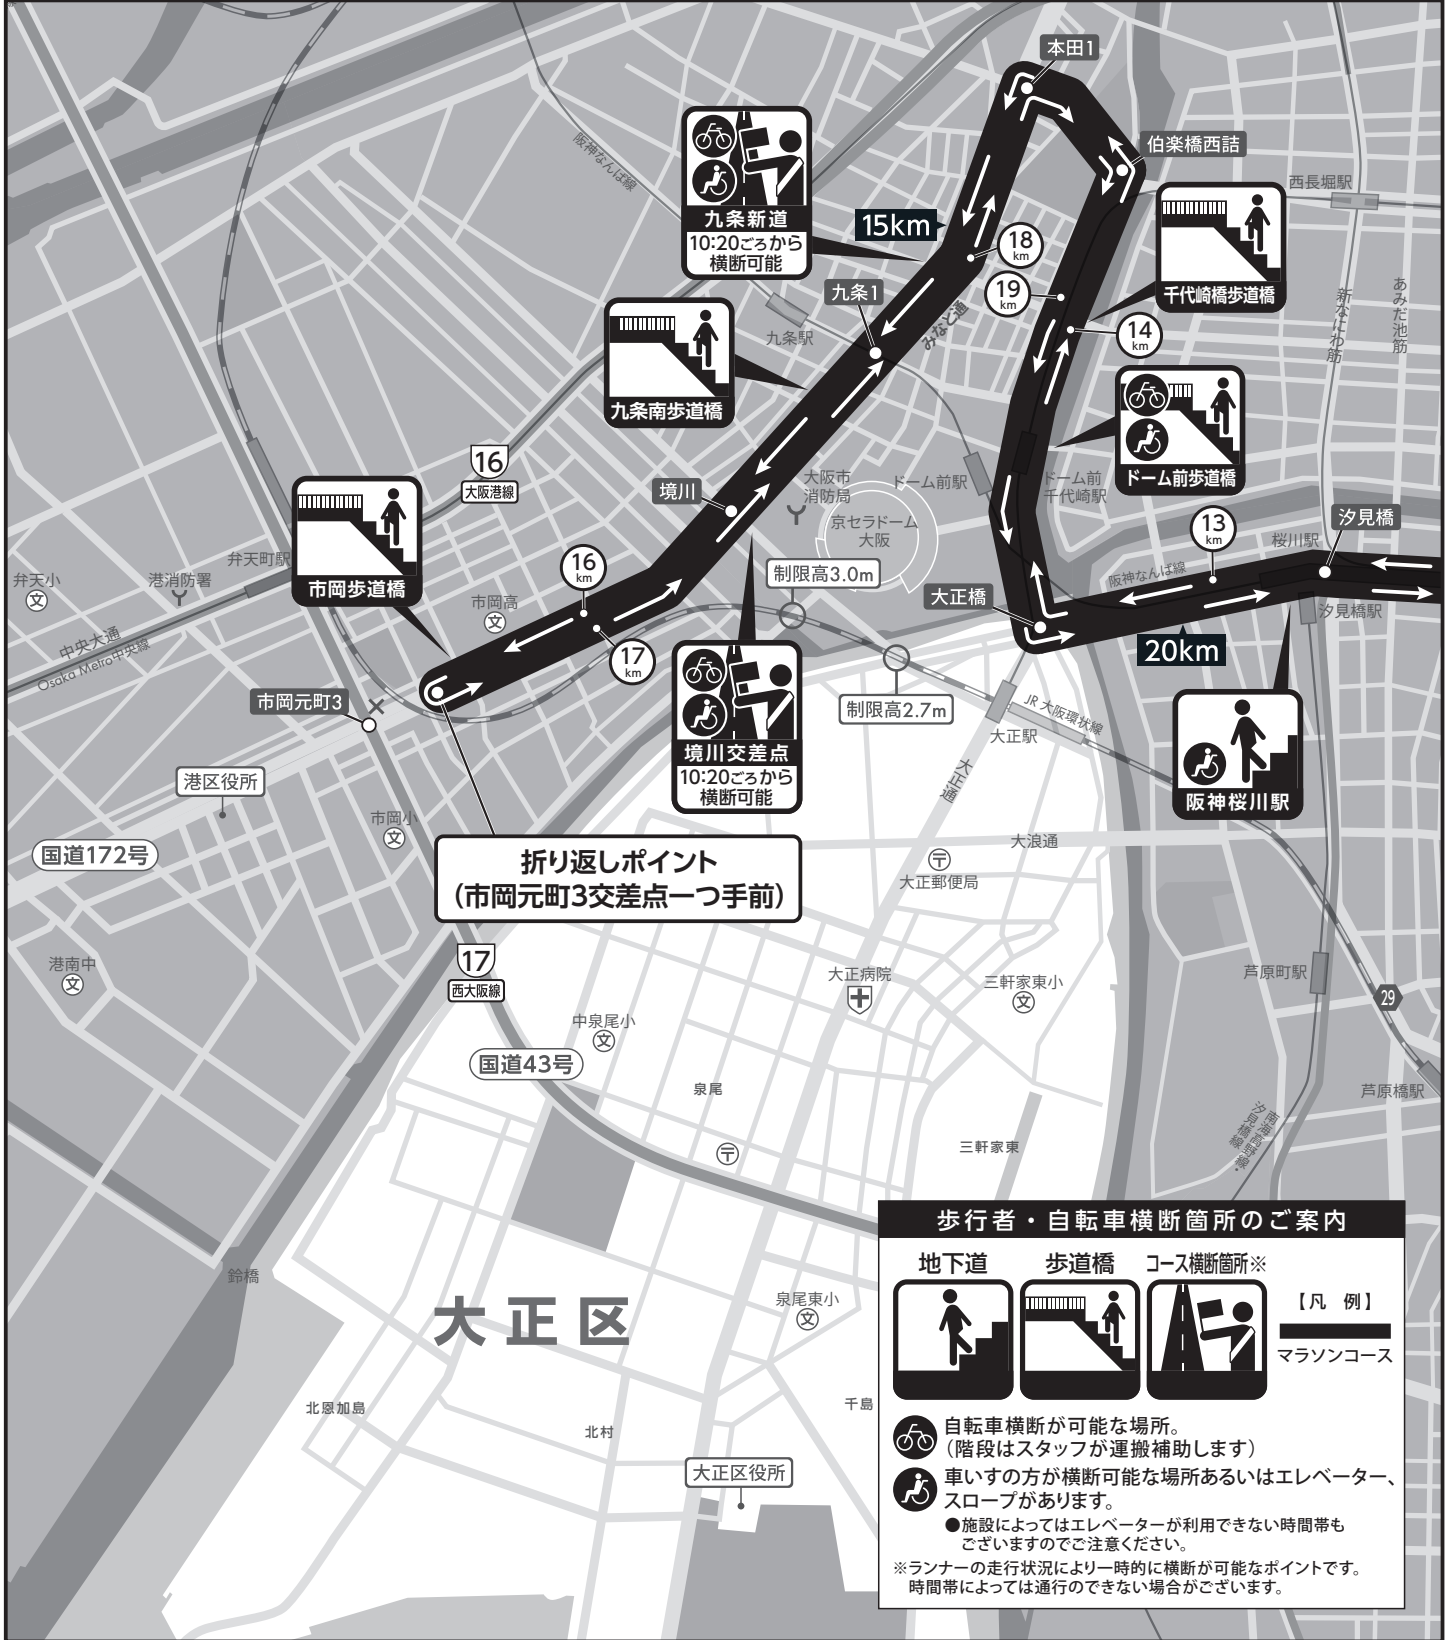 本田1
伯楽橋西詰
西長堀駅
阪神なんば線
九条新道
10:20ごろから
横断可能
15km
18
km
19
km
千代崎橋歩道橋
14
km
新なにわ筋
あみだ池筋
九条1
九条駅
みなと通
九条南歩道橋
16
大阪港線
境川
大阪市
消防局
ドーム前駅
ドーム前
千代崎駅
ドーム前歩道橋
京セラドーム
大阪
市岡歩道橋
弁天町駅
弁天小
文
港消防署
16
km
市岡高
文
17
km
制限高3.0m
13
km
桜川駅
汐見橋
阪神なんば線
大正橋
汐見橋駅
20km
中央大通
Osaka Metro中央線
市岡元町3
境川交差点
10:20ごろから
横断可能
制限高2.7m
JR 大阪環状線
大正駅
阪神桜川駅
大正通
港区役所
市岡小
文
国道172号
折り返しポイント
(市岡元町3交差点一つ手前)
大浪通
〒
大正郵便局
港南中
文
17
西大阪線
大正病院
三軒家東小
文
芦原町駅
29
中泉尾小
文
国道43号
泉尾
芦原橋駅
〒
三軒家東
南海高野線・
汐見橋線
鈴橋
大正区
泉尾東小
文
北恩加島
北村
千島
大正区役所
歩行者・自転車横断箇所のご案内
地下道
歩道橋
コース横断箇所※
【凡 例】
マラソンコース
自転車横断が可能な場所。
(階段はスタッフが運搬補助します)
車いすの方が横断可能な場所あるいはエレベーター、
スロープがあります。
●施設によってはエレベーターが利用できない時間帯も
ございますのでご注意ください。
※ランナーの走行状況により一時的に横断が可能なポイントです。
時間帯によっては通行のできない場合がございます。